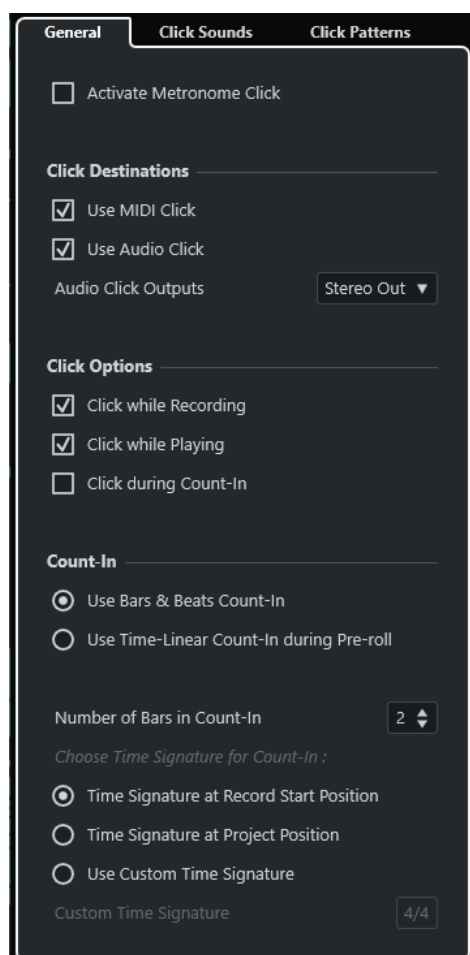 General Click Sounds Click Patterns
Activate Metronome Click
Click Destinations
Use MIDI Click
Use Audio Click
Audio Click Outputs Stereo Out
Click Options
Click while Recording
Click while Playing
Click during Count-In
Count-In
Use Bars & Beats Count-In
Use Time-Linear Count-In during Pre-roll
Number of Bars in Count-In 2
Choose Time Signature for Count-In :
Time Signature at Record Start Position
Time Signature at Project Position
Use Custom Time Signature
Custom Time Signature 4/4